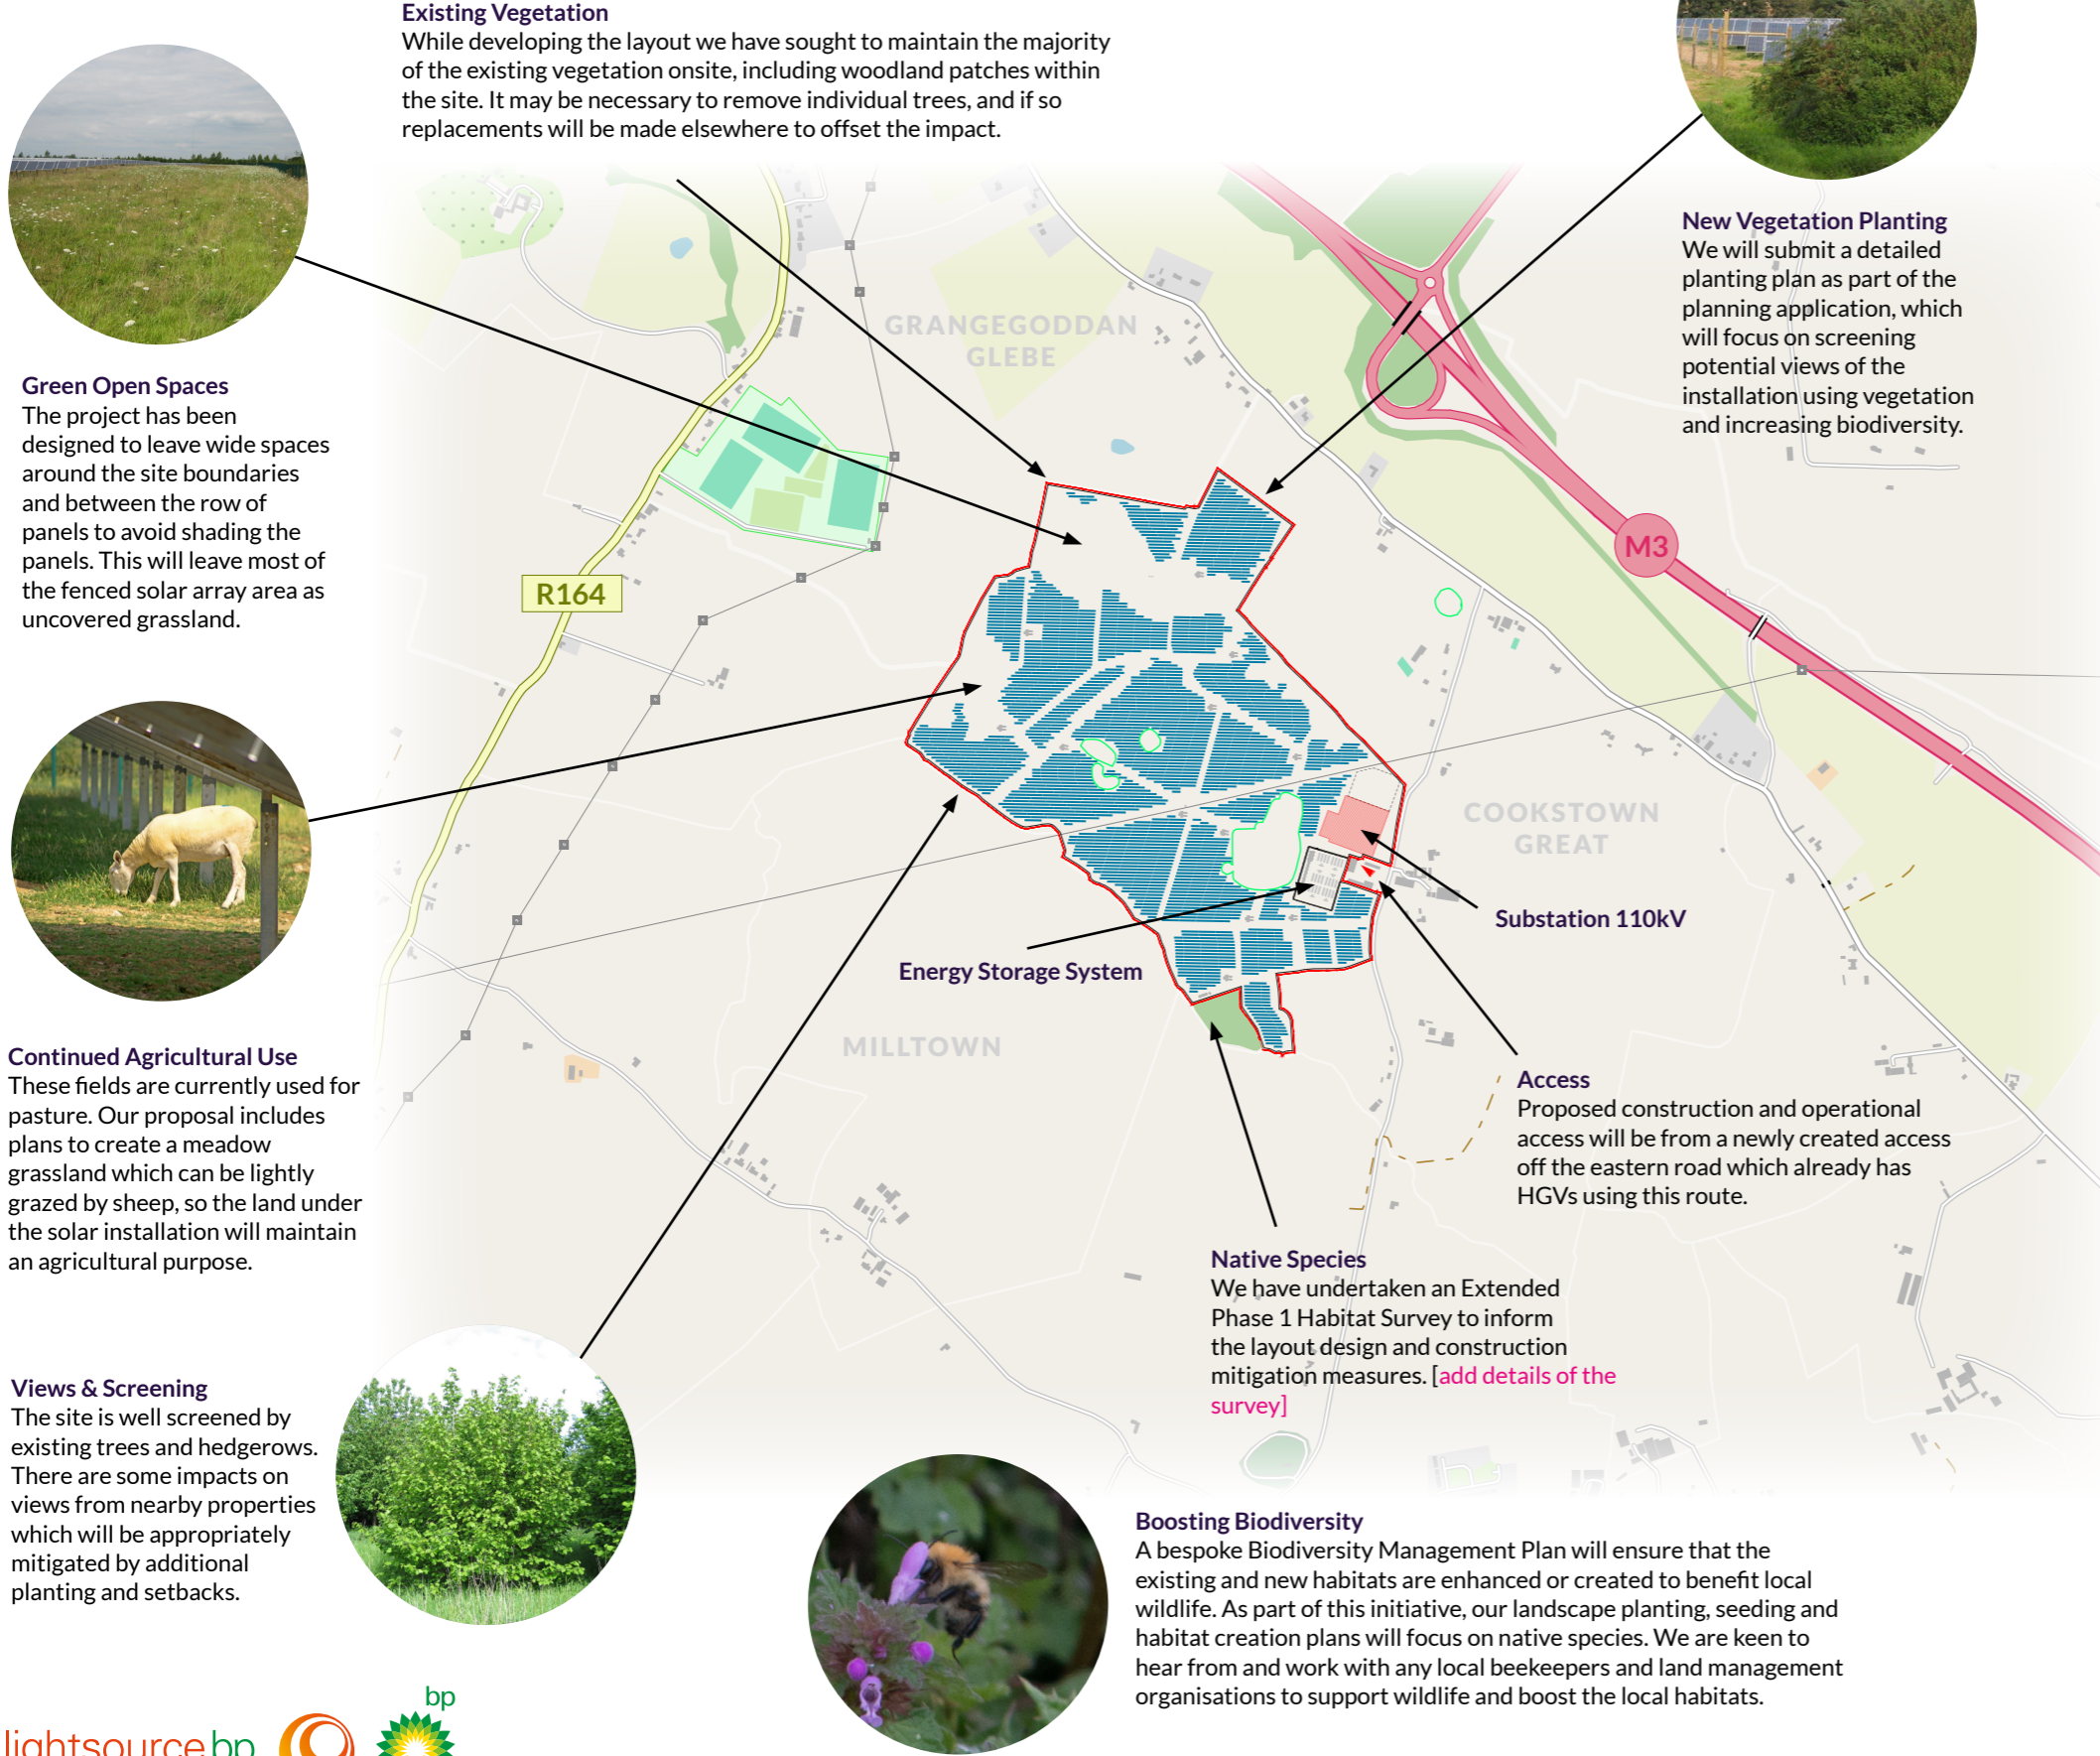 Existing Vegetation
While developing the layout we have sought to maintain the majority
of the existing vegetation onsite, including woodland patches within
the site. It may be necessary to remove individual trees, and if so
replacements will be made elsewhere to offset the impact.
New Vegetation Planting
We will submit a detailed
planting plan as part of the
planning application, which
will focus on screening
potential views of the
installation using vegetation
and increasing biodiversity.
Green Open Spaces
The project has been
designed to leave wide spaces
around the site boundaries
and between the row of
panels to avoid shading the
panels. This will leave most of
the fenced solar array area as
uncovered grassland.
GRANGEGODDAN
GLEBE
M3
R164
COOKSTOWN
GREAT
Substation 110kV
Energy Storage System
MILLTOWN
Continued Agricultural Use
These fields are currently used for
pasture. Our proposal includes
plans to create a meadow
grassland which can be lightly
grazed by sheep, so the land under
the solar installation will maintain
an agricultural purpose.
Access
Proposed construction and operational
access will be from a newly created access
off the eastern road which already has
HGVs using this route.
Native Species
We have undertaken an Extended
Phase 1 Habitat Survey to inform
the layout design and construction
mitigation measures. [add details of the
survey]
Views & Screening
The site is well screened by
existing trees and hedgerows.
There are some impacts on
views from nearby properties
which will be appropriately
mitigated by additional
planting and setbacks.
Boosting Biodiversity
A bespoke Biodiversity Management Plan will ensure that the
existing and new habitats are enhanced or created to benefit local
wildlife. As part of this initiative, our landscape planting, seeding and
habitat creation plans will focus on native species. We are keen to
hear from and work with any local beekeepers and land management
organisations to support wildlife and boost the local habitats.
bp
lightsource bp